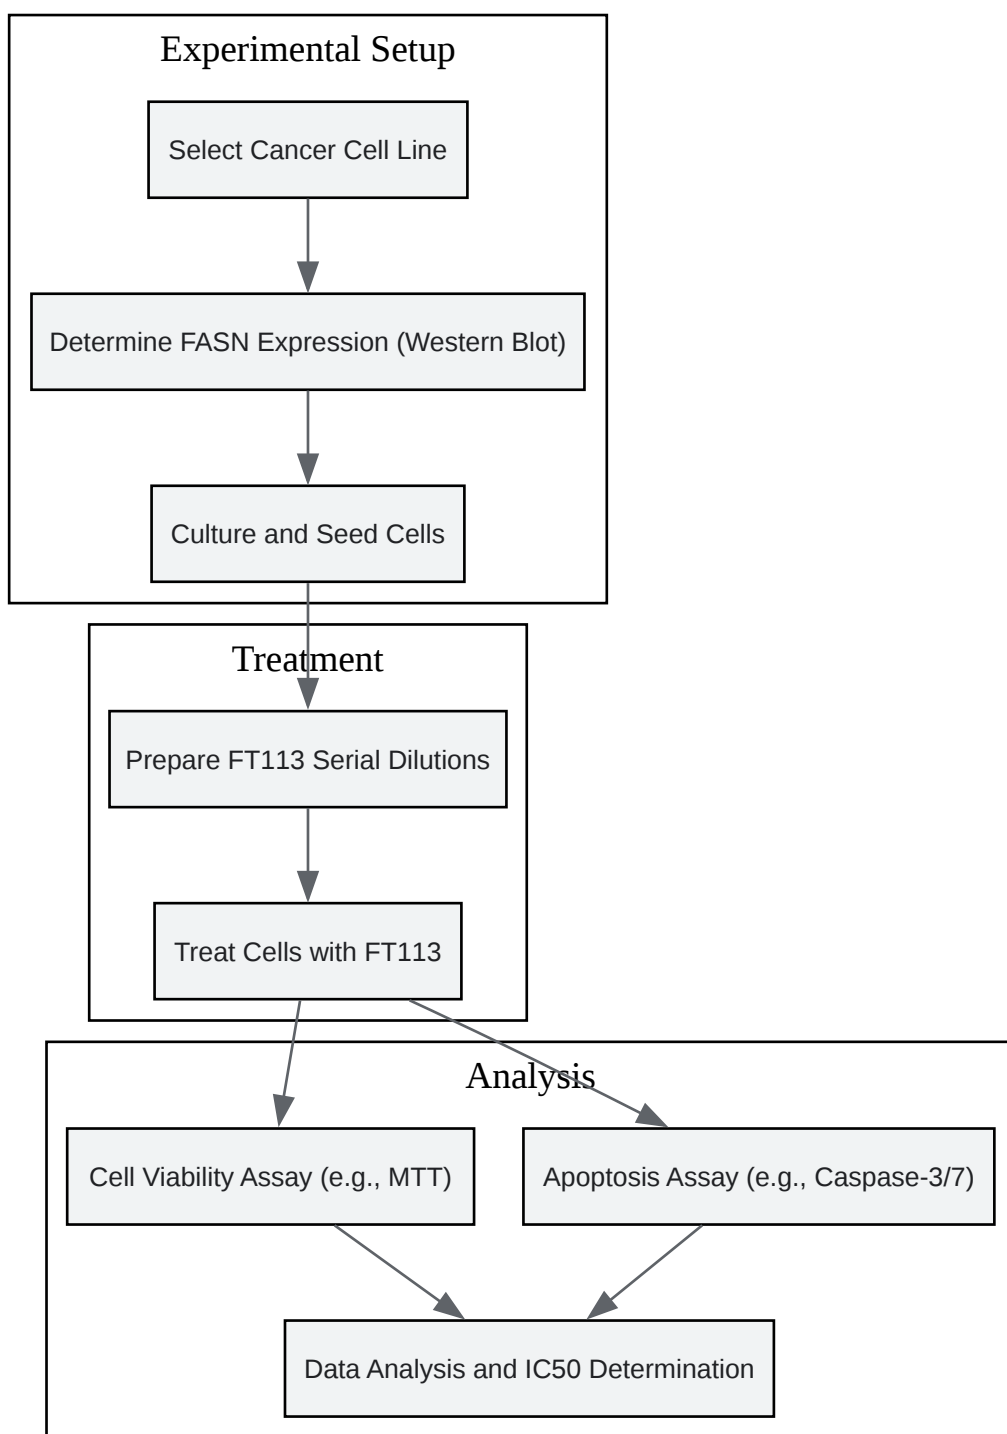 Experimental Setup
Select Cancer Cell Line
Determine FASN Expression (Western Blot)
Culture and Seed Cells
Treatment
Prepare FT113 Serial Dilutions
Treat Cells with FT113
Analysis
Cell Viability Assay (e.g., MTT)
Apoptosis Assay (e.g., Caspase-3/7)
Data Analysis and IC50 Determination